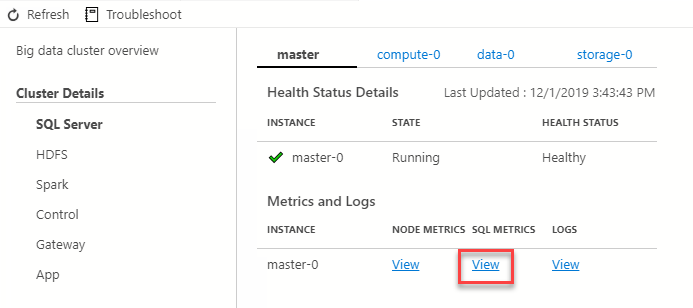 Refresh Troubleshoot
Big data cluster overview
Cluster Details
SQL Server
HDFS
Spark
Control
Gateway
App
master compute-0 data-0 storage-0
Health Status Details Last Updated : 12/1/2019 3:43:43 PM
INSTANCE STATE HEALTH STATUS
master-0 Running Healthy
Metrics and Logs
INSTANCE NODE METRICS SQL METRICS LOGS
master-0 View View View